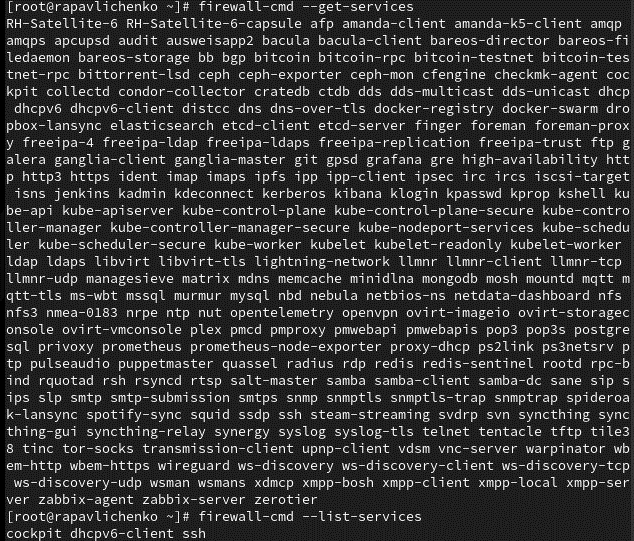 [root@rapavlichenko ~]# firewall-cmd --get-services
RH-Satellite-6 RH-Satellite-6-capsule afp amanda-client amanda-k5-client amqp
amqps apcupsd audit ausweisapp2 bacula bacula-client bareos-director bareos-fi
ledaemon bareos-storage bb bgp bitcoin bitcoin-rpc bitcoin-testnet bitcoin-tes
tnet-rpc bittorrent-lsd ceph ceph-exporter ceph-mon cfengine checkmk-agent coc
kpit collectd condor-collector cratedb ctdb dds dds-multicast dds-unicast dhcp
 dhcpv6 dhcpv6-client distcc dns dns-over-tls docker-registry docker-swarm dro
pbox-lansync elasticsearch etcd-client etcd-server finger foreman foreman-prox
y freeipa-4 freeipa-ldap freeipa-ldaps freeipa-replication freeipa-trust ftp g
alera ganglia-client ganglia-master git gpsd grafana gre high-availability htt
p http3 https ident imap imaps ipfs ipp ipp-client ipsec irc ircs iscsi-target
 isns jenkins kadmin kdeconnect kerberos kibana klogin kpasswd kprop kshell ku
be-api kube-apiserver kube-control-plane kube-control-plane-secure kube-contro
ller-manager kube-controller-manager-secure kube-nodeport-services kube-schedu
ler kube-scheduler-secure kube-worker kubelet kubelet-readonly kubelet-worker
ldap ldaps libvirt libvirt-tls lightning-network llmnr llmnr-client llmnr-tcp
llmnr-udp managesieve matrix mdns memcache minidlna mongodb mosh mountd mqtt m
qtt-tls ms-wbt mssql murmur mysql nbd nebula netbios-ns netdata-dashboard nfs
nfs3 nmea-0183 nrpe ntp nut opentelemetry openvpn ovirt-imageio ovirt-storagec
onsole ovirt-vmconsole plex pmcd pmproxy pmwebapi pmwebapis pop3 pop3s postgre
sql privoxy prometheus prometheus-node-exporter proxy-dhcp ps2link ps3netsrv p
tp pulseaudio puppetmaster quassel radius rdp redis redis-sentinel rootd rpc-b
ind rquotad rsh rsyncd rtsp salt-master samba samba-client samba-dc sane sip s
ips slp smtp smtp-submission smtps snmp snmptls snmptls-trap snmptrap spideroa
k-lansync spotify-sync squid ssdp ssh steam-streaming svdrp svn syncthing sync
thing-gui syncthing-relay synergy syslog syslog-tls telnet tentacle tftp tile3
8 tinc tor-socks transmission-client upnp-client vdsm vnc-server warpinator wb
em-http wbem-https wireguard ws-discovery ws-discovery-client ws-discovery-tcp
 ws-discovery-udp wsman wsmans xdmcp xmpp-bosh xmpp-client xmpp-local xmpp-ser
ver zabbix-agent zabbix-server zerotier
[root@rapavlichenko ~]# firewall-cmd --list-services
cockpit dhcpv6-client ssh